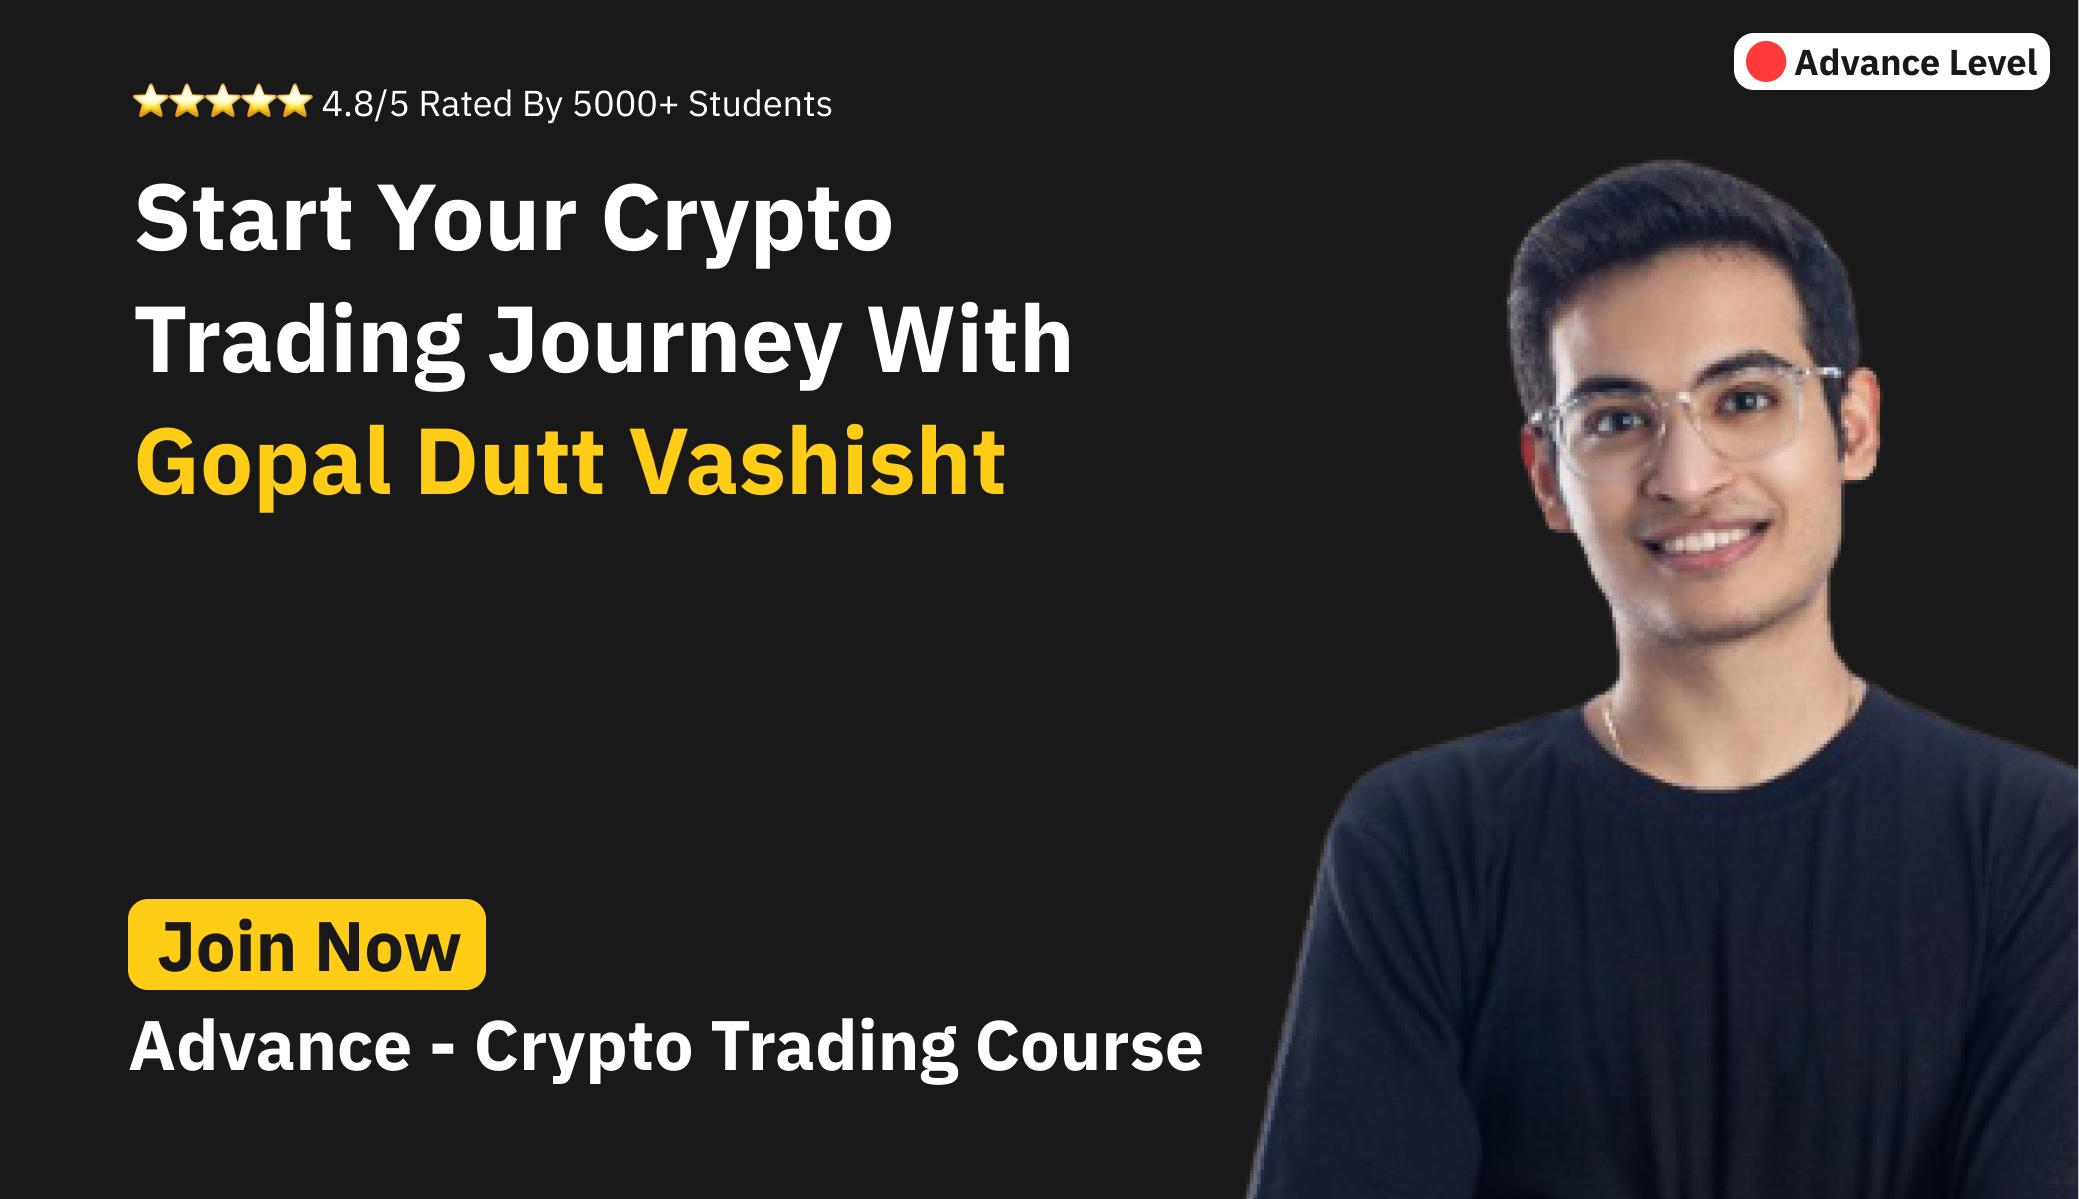 Advance Level
⭐⭐⭐⭐⭐ 4.8/5 Rated By 5000+ Students
Start Your Crypto
Trading Journey With
Gopal Dutt Vashisht
Join Now
Advance - Crypto Trading Course